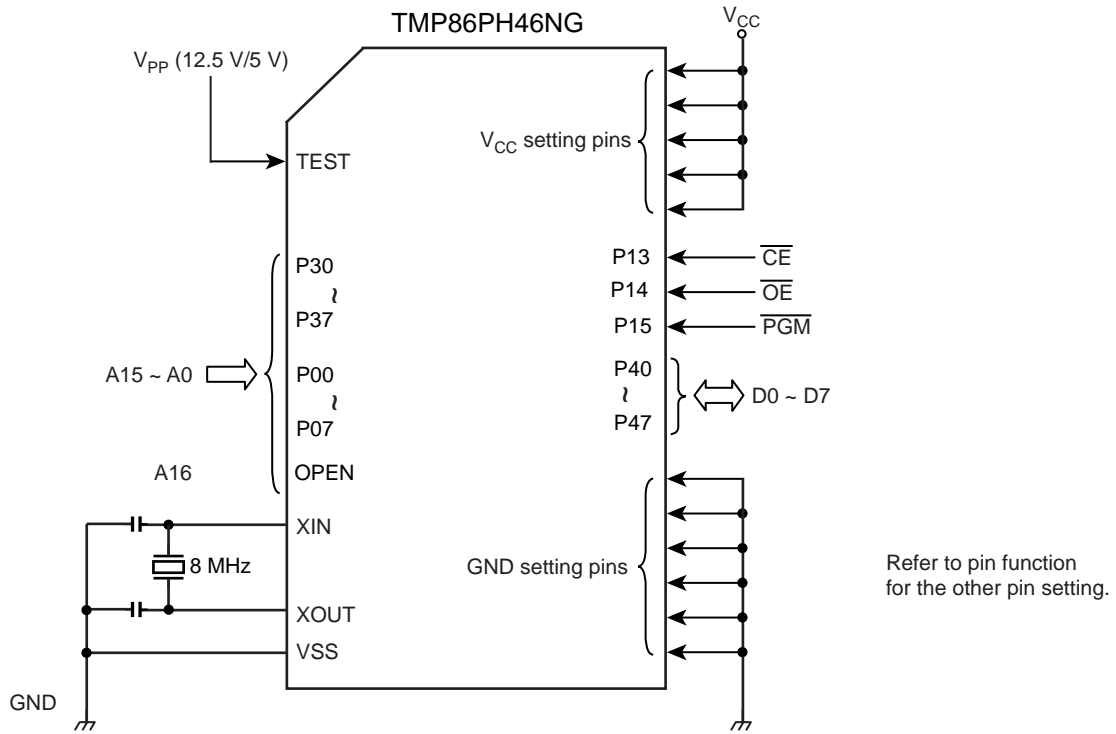 TMP86PH46NG
VCC
VPP (12.5 V/5 V)
VCC setting pins
TEST
P13
CE
P30
~
P37
P14
OE
P15
PGM
A15 ~ A0
P00
~
P07
P40
~
P47
D0 ~ D7
A16
OPEN
XIN
8 MHz
XOUT
VSS
GND
GND setting pins
Refer to pin function
for the other pin setting.